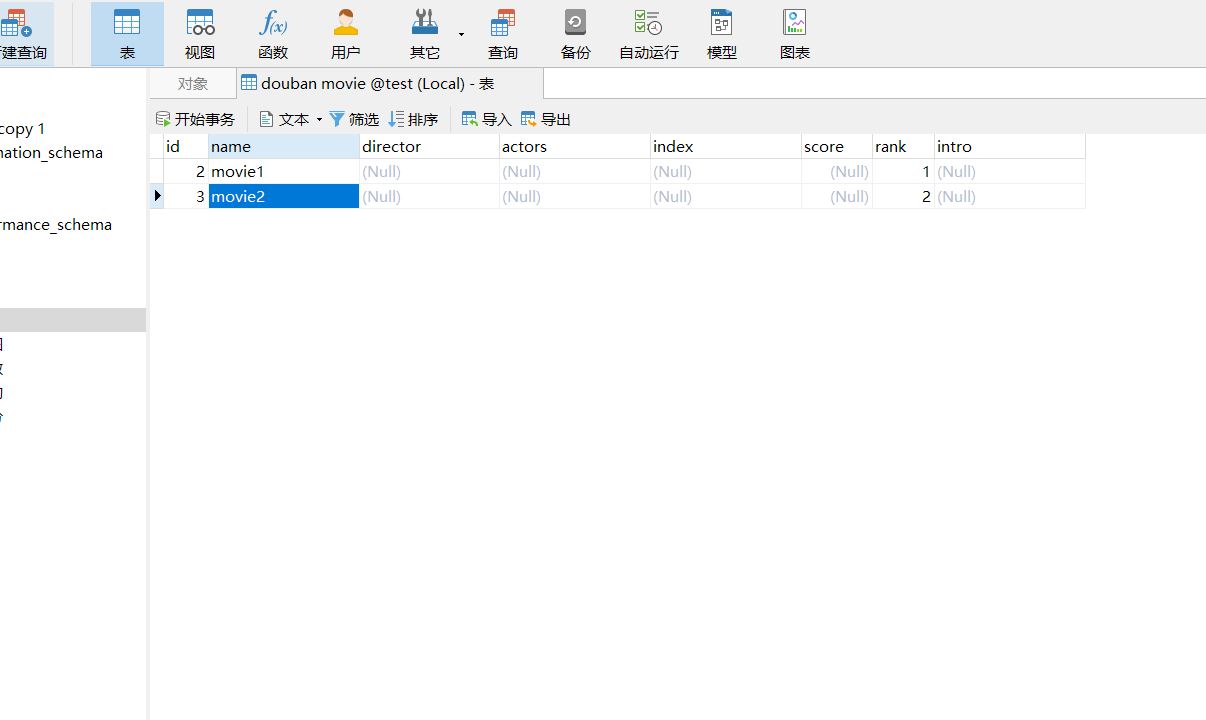 建查询 表 视图 函数 用户 其它 查询 备份 自动运行 模型 图表
对象 douban movie @test (Local) - 表
开始事务 文本 筛选 排序 导入 导出
copy 1
mation_schema
rmance_schema
id name director actors index score rank intro
2 movie1 (Null) (Null) (Null) (Null) 1 (Null)
3 movie2 (Null) (Null) (Null) (Null) 2 (Null)